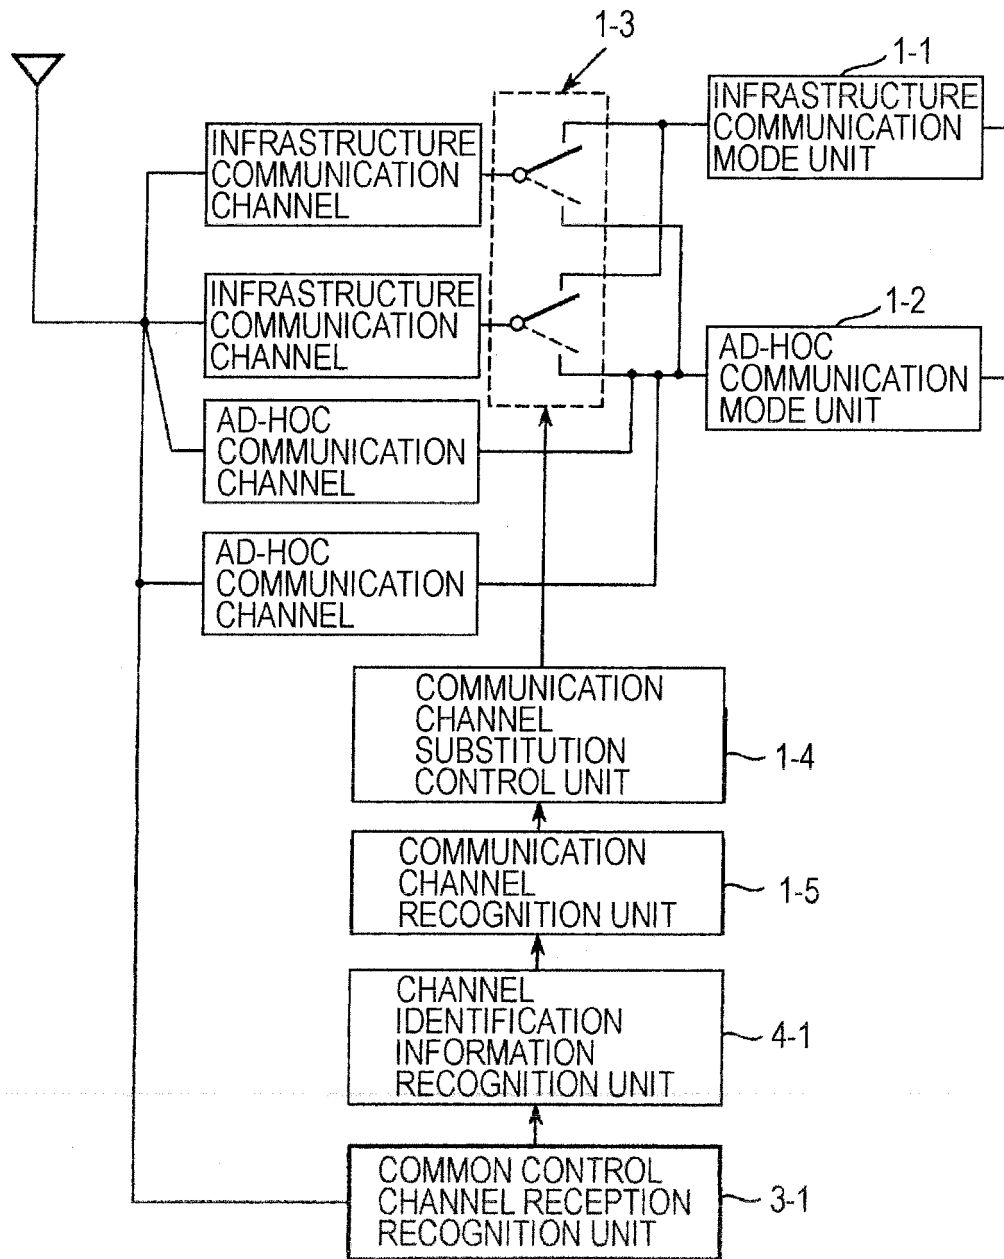 1-3
1-1
INFRASTRUCTURE
COMMUNICATION
MODE UNIT
INFRASTRUCTURE
COMMUNICATION
CHANNEL
INFRASTRUCTURE
COMMUNICATION
CHANNEL
1-2
AD-HOC
COMMUNICATION
MODE UNIT
AD-HOC
COMMUNICATION
CHANNEL
AD-HOC
COMMUNICATION
CHANNEL
COMMUNICATION
CHANNEL
SUBSTITUTION
CONTROL UNIT
1-4
COMMUNICATION
CHANNEL
RECOGNITION UNIT
1-5
CHANNEL
IDENTIFICATION
INFORMATION
RECOGNITION UNIT
4-1
COMMON CONTROL
CHANNEL RECEPTION
RECOGNITION UNIT
3-1